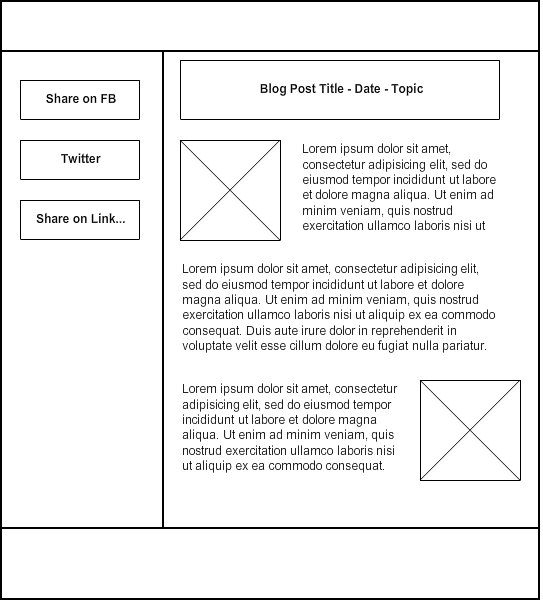 Share on FB
Twitter
Share on Link...
Blog Post Title - Date - Topic
Lorem ipsum dolor sit amet,
consectetur adipisicing elit, sed do
eiusmod tempor incididunt ut labore
et dolore magna aliqua. Ut enim ad
minim veniam, quis nostrud
exercitation ullamco laboris nisi ut
Lorem ipsum dolor sit amet, consectetur adipisicing elit,
sed do eiusmod tempor incididunt ut labore et dolore
magna aliqua. Ut enim ad minim veniam, quis nostrud
exercitation ullamco laboris nisi ut aliquip ex ea commodo
consequat. Duis aute irure dolor in reprehenderit in
voluptate velit esse cillum dolore eu fugiat nulla pariatur.
Lorem ipsum dolor sit amet, consectetur
adipisicing elit, sed do eiusmod tempor
incididunt ut labore et dolore magna
aliqua. Ut enim ad minim veniam, quis
nostrud exercitation ullamco laboris nisi
ut aliquip ex ea commodo consequat.